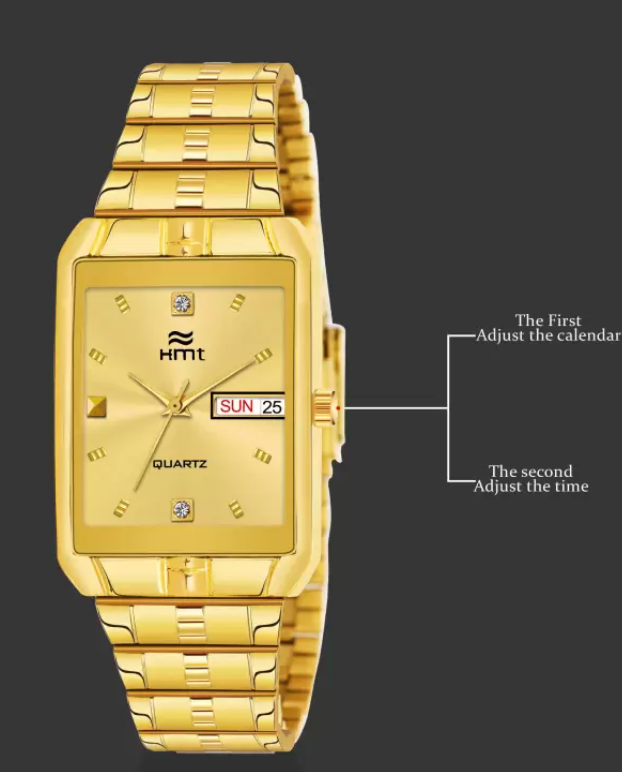 Hmt
SUN 25
QUARTZ
The First
Adjust the calendar
The second
Adjust the time